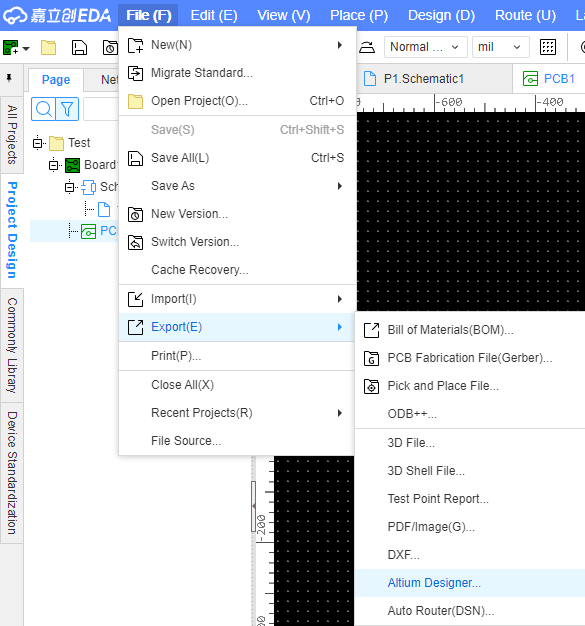 嘉立创EDA File (F) Edit (E) View (V) Place (P) Design (D) Route (U)
New(N)
Migrate Standard...
Open Project(O)... Ctrl+O
Save(S) Ctrl+Shift+S
Save All(L) Ctrl+S
Save As
New Version...
Switch Version...
Cache Recovery...
Import(I)
Export(E)
Print(P)...
Close All(X)
Recent Projects(R)
File Source...
Normal ...
mil
Page
Net
P1.Schematic1
PCB1
-600
-400
All Projects
Project Design
Commonly Library
Device Standardization
Test
Board
Sch
PCB
Bill of Materials(BOM)...
PCB Fabrication File(Gerber)...
Pick and Place File...
ODB++...
3D File...
3D Shell File...
Test Point Report...
PDF/Image(G)...
DXF...
Altium Designer...
Auto Router(DSN)...
-200